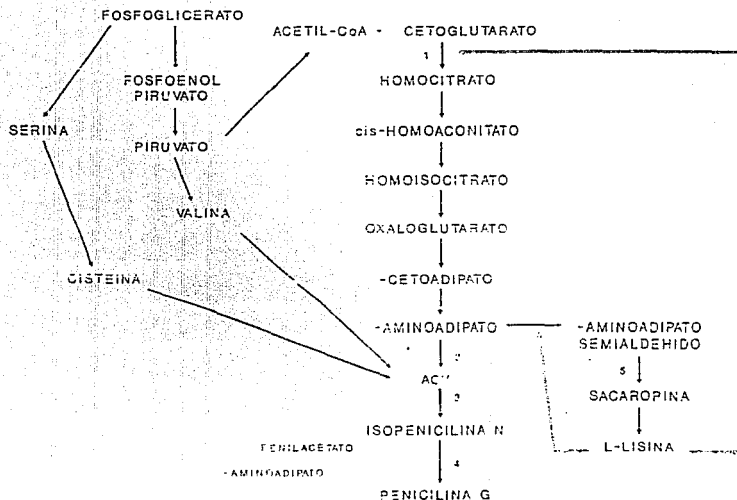 FOSFOGLICERATO
ACETIL-CoA - CETOGLUTARATO
1
FOSFOENOL
PIRUVATO
HOMOCITRATO
SERINA
cis-HOMOACONITATO
PIRUVATO
HOMOISOCITRATO
VALINA
OXALOGLUTARATO
CISTEINA
-CETOADIPATO
-AMINOADIPATO
-AMINOADIPATO
SEMIALDEHIDO
2
5
3
SACAROPINA
ISOPENICILINA N
FENILACETATO
L-LISINA
4
-AMINOADIPATO
PENICILINA G